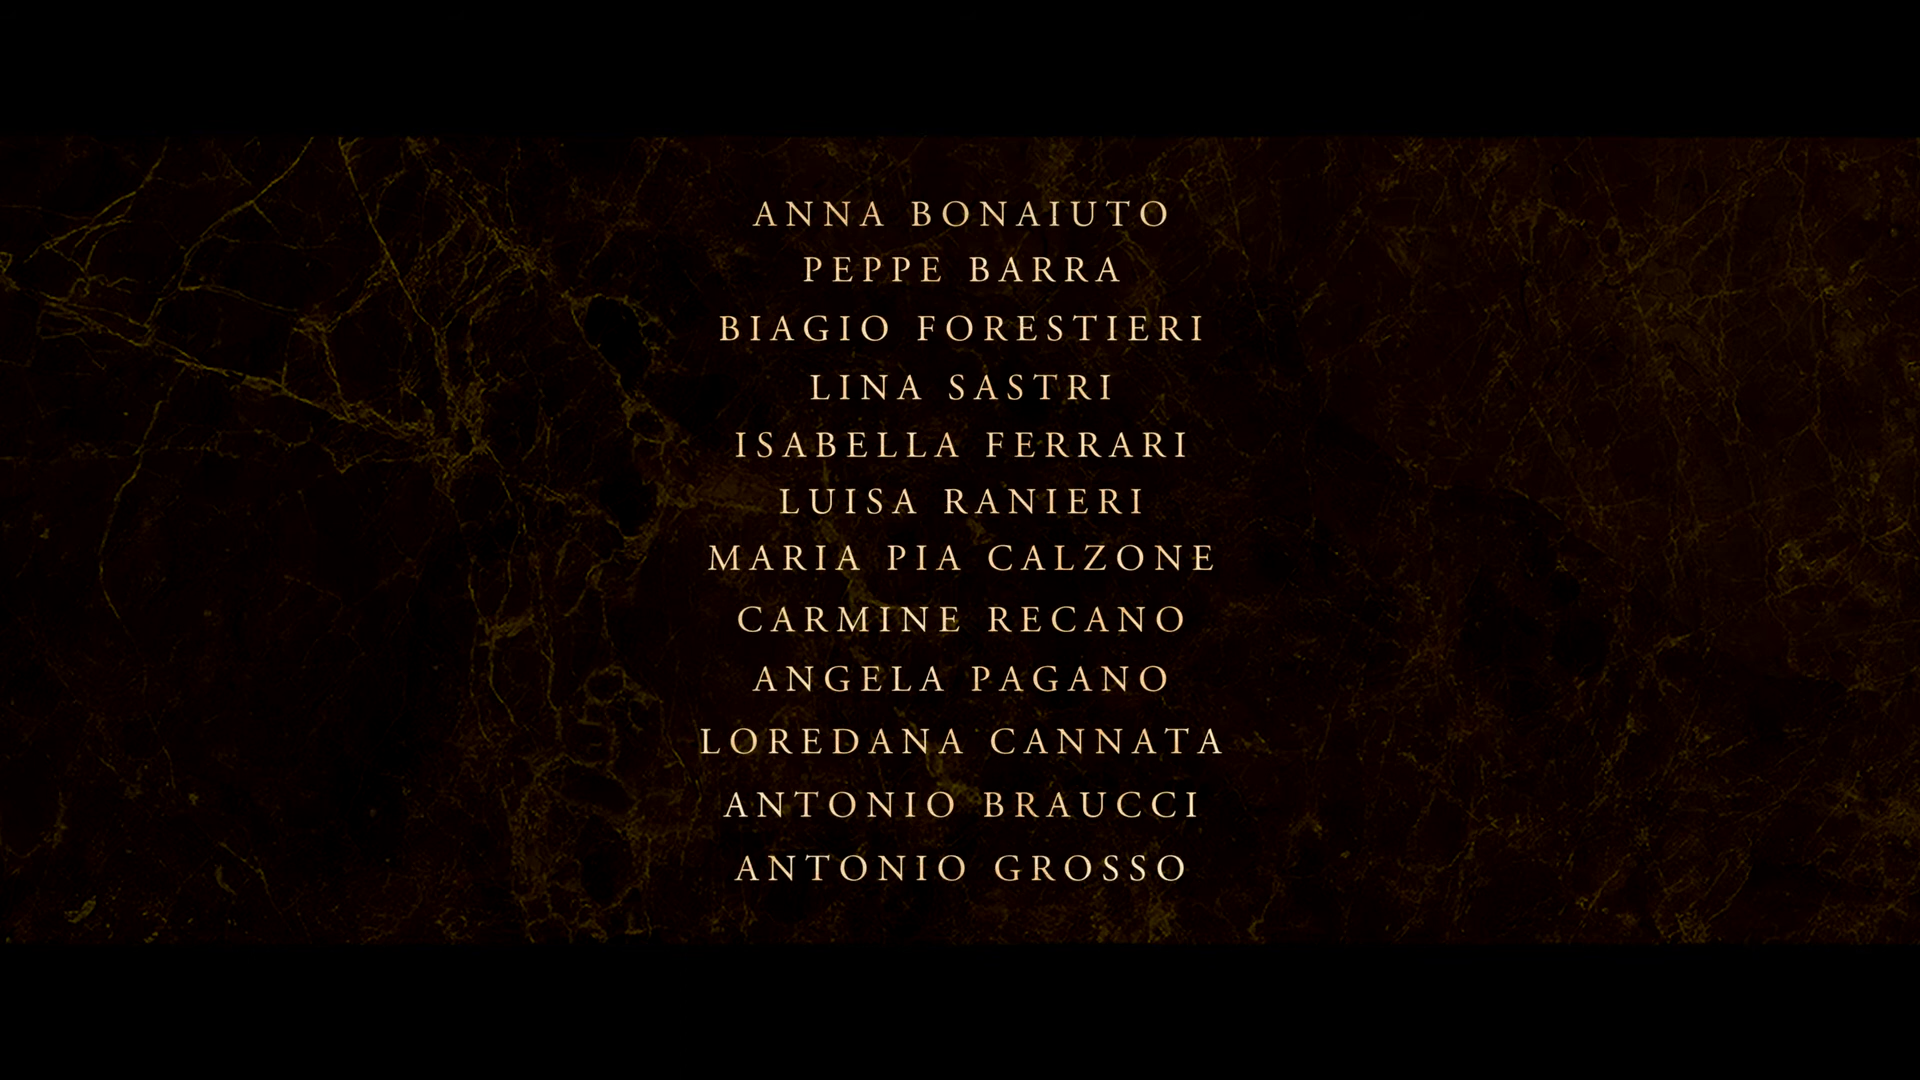 ANNA BONAIUTO
PEPPE BARRA
BIAGIO FORESTIERI
LINA SASTRI
ISABELLA FERRARI
LUISA RANIERI
MARIA PIA CALZONE
CARMINE RECANO
ANGELA PAGANO
LOREDANA CANNATA
ANTONIO BRAUCCI
ANTONIO GROSSO